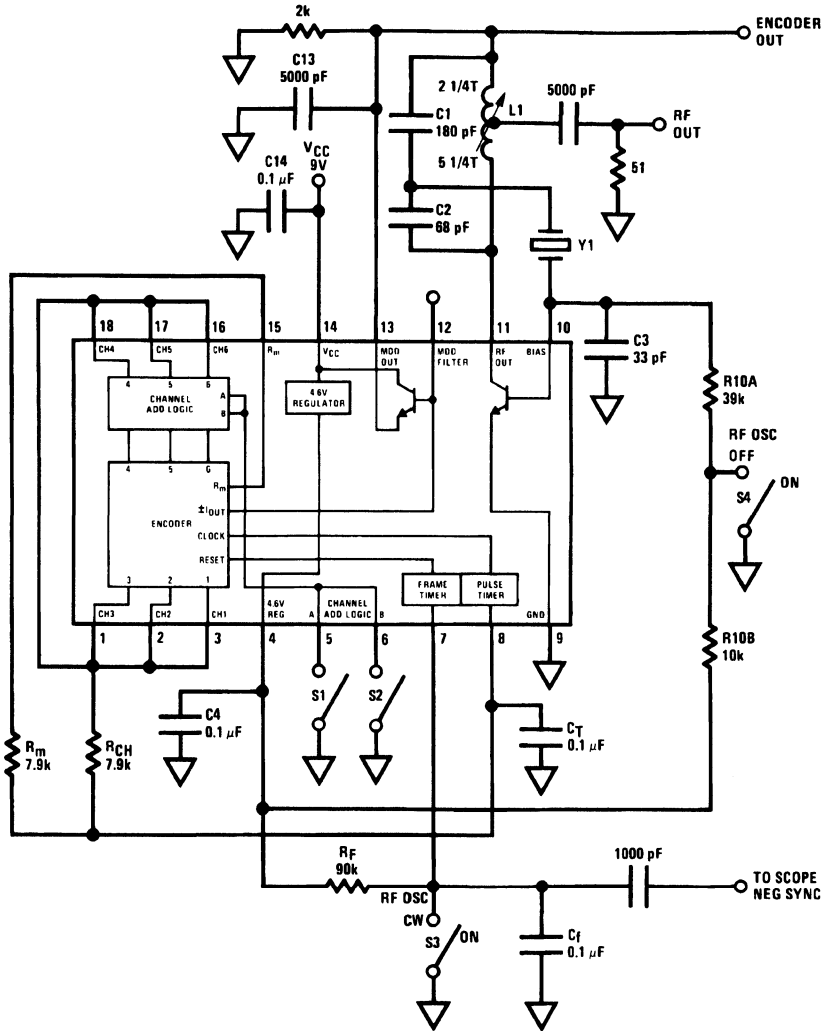 2k
ENCODER
OUT
C13
5000 pF
2 1/4T
L1
5000 pF
RF
OUT
C1
180 pF
5 1/4T
51
C14
0.1 µF
VCC
9V
C2
68 pF
Y1
18
17
16
15
14
13
12
11
10
CH4
CH5
CH6
Rm
VCC
MOD
OUT
MOD
FILTER
RF
OUT
BIAS
C3
33 pF
4
5
6
A
B
CHANNEL
ADD LOGIC
4.6V
REGULATOR
R10A
39k
RF OSC
OFF
S4
ON
4
5
6
Rm
±IOUT
ENCODER
CLOCK
RESET
3
2
1
FRAME
TIMER
PULSE
TIMER
CH3
CH2
CH1
4.6V
REG
A
CHANNEL
ADD LOGIC
B
GND
1
2
3
4
5
6
7
8
9
R10B
10k
S1
S2
C4
0.1 µF
CT
0.1 µF
Rm
7.9k
RCH
7.9k
RF
90k
1000 pF
RF OSC
CW
S3
ON
TO SCOPE
NEG SYNC
Cf
0.1 µF